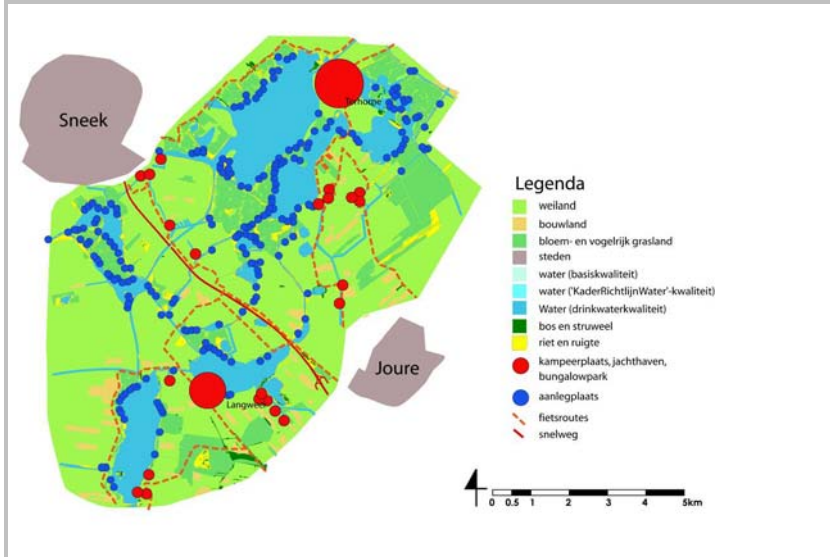 Sneek
Terhorne
Langweer
Joure
Legenda
weiland
bouwland
bloem- en vogelrijk grasland
steden
water (basiskwaliteit)
water ('KaderRichtlijnWater'-kwaliteit)
Water (drinkwaterkwaliteit)
bos en struweel
riet en ruigte
kampeerplaats, jachthaven,
bungalowpark
aanlegplaats
fietsroutes
snelweg
0 0.5 1 2 3 4 5km